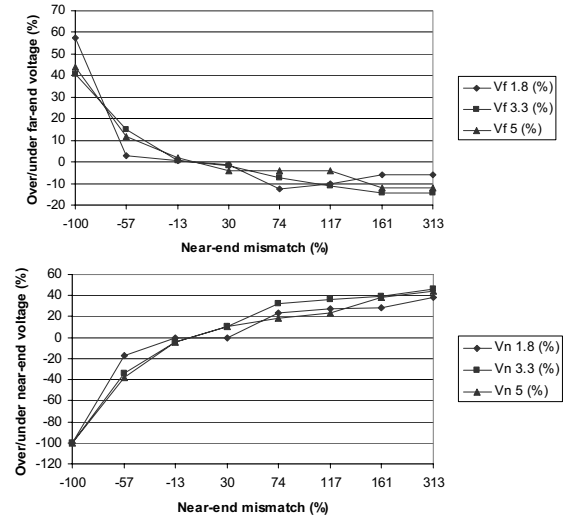 Over/under far-end voltage (%)
70
60
50
40
30
20
10
0
-10
-20
-100 -57 -13 30 74 117 161 313
Near-end mismatch (%)
Vf 1.8 (%)
Vf 3.3 (%)
Vf 5 (%)
Over/under near-end voltage (%)
60
40
20
0
-20
-40
-60
-80
-100
-120
-100 -57 -13 30 74 117 161 313
Near-end mismatch (%)
Vn 1.8 (%)
Vn 3.3 (%)
Vn 5 (%)